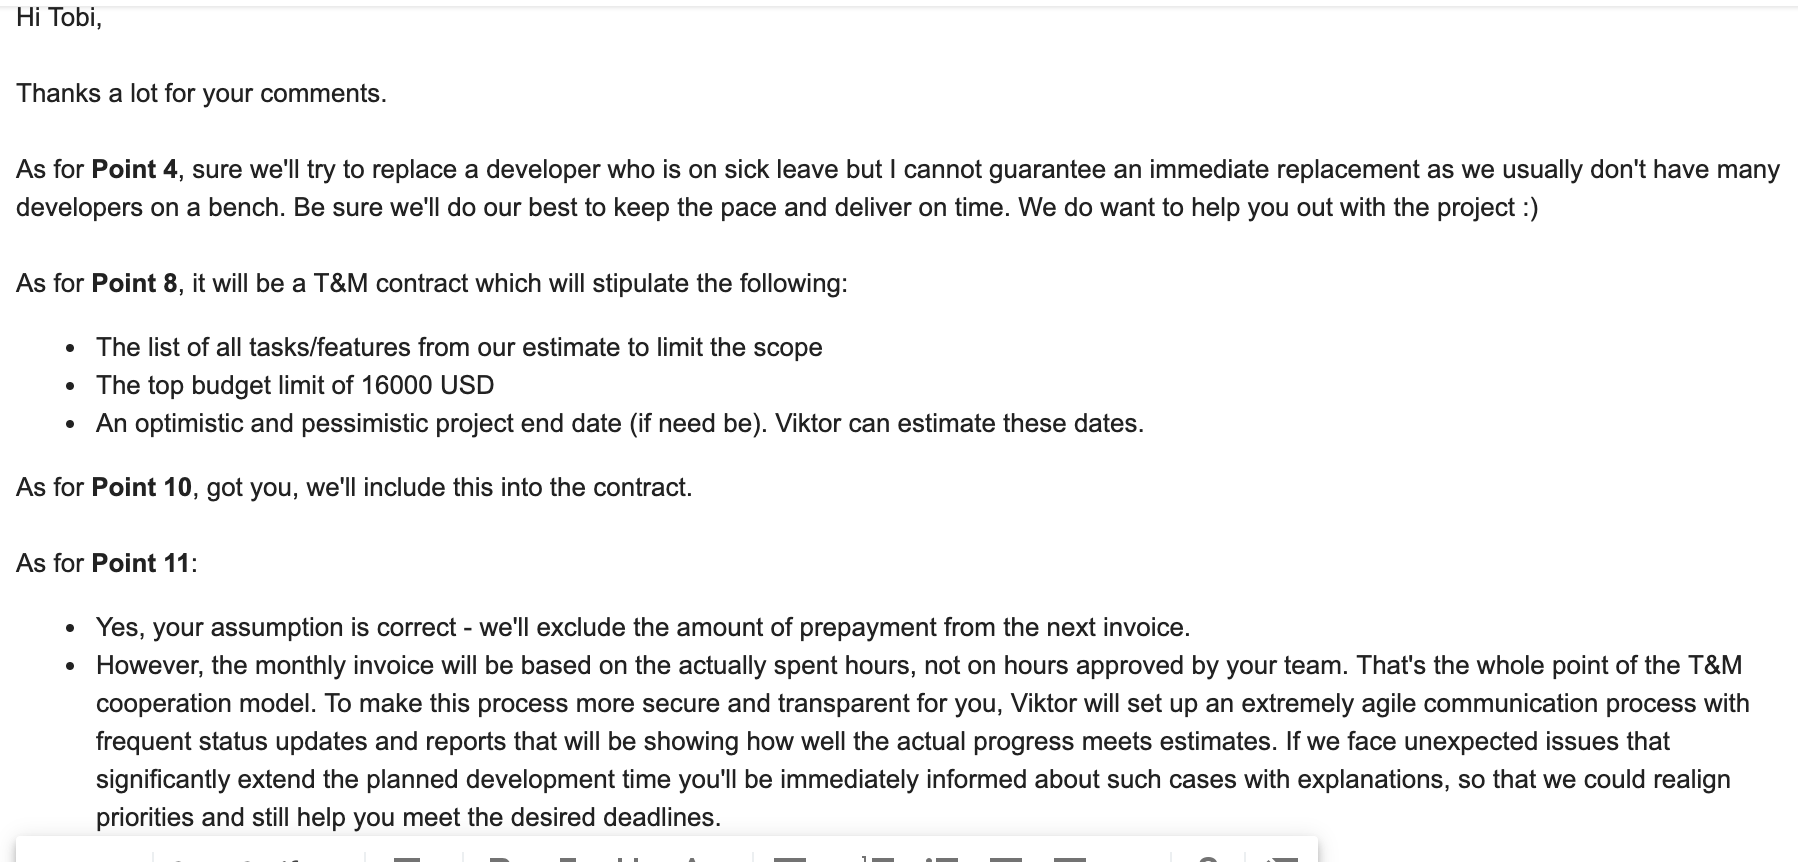 Hi Tobi,
Thanks a lot for your comments.
As for Point 4, sure we'll try to replace a developer who is on sick leave but I cannot guarantee an immediate replacement as we usually don't have many
developers on a bench. Be sure we'll do our best to keep the pace and deliver on time. We do want to help you out with the project :)
As for Point 8, it will be a T&M contract which will stipulate the following:
• The list of all tasks/features from our estimate to limit the scope
• The top budget limit of 16000 USD
• An optimistic and pessimistic project end date (if need be). Viktor can estimate these dates.
As for Point 10, got you, we'll include this into the contract.
As for Point 11:
• Yes, your assumption is correct - we'll exclude the amount of prepayment from the next invoice.
• However, the monthly invoice will be based on the actually spent hours, not on hours approved by your team. That's the whole point of the T&M
cooperation model. To make this process more secure and transparent for you, Viktor will set up an extremely agile communication process with
frequent status updates and reports that will be showing how well the actual progress meets estimates. If we face unexpected issues that
significantly extend the planned development time you'll be immediately informed about such cases with explanations, so that we could realign
priorities and still help you meet the desired deadlines.